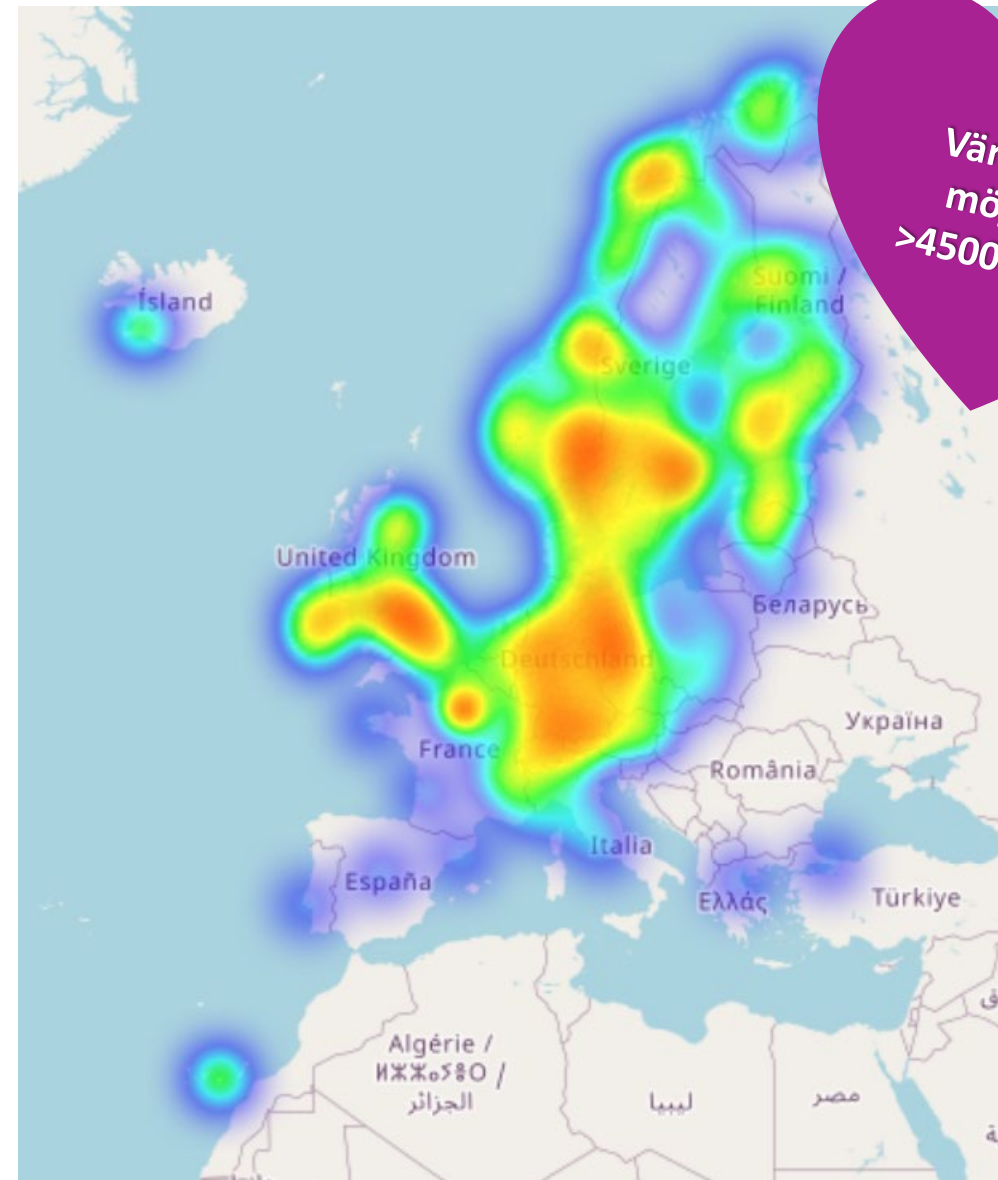 Vär
mö
>4500
Ísland
Suomi /
Finland
Sverige
United Kingdom
Беларусь
Deutschland
Україна
France
România
Italia
España
Ελλάς
Türkiye
Algérie /
ⵍⵣⵣⴰⵢⴻⵔ /
الجزائر
ليبيا
مصر